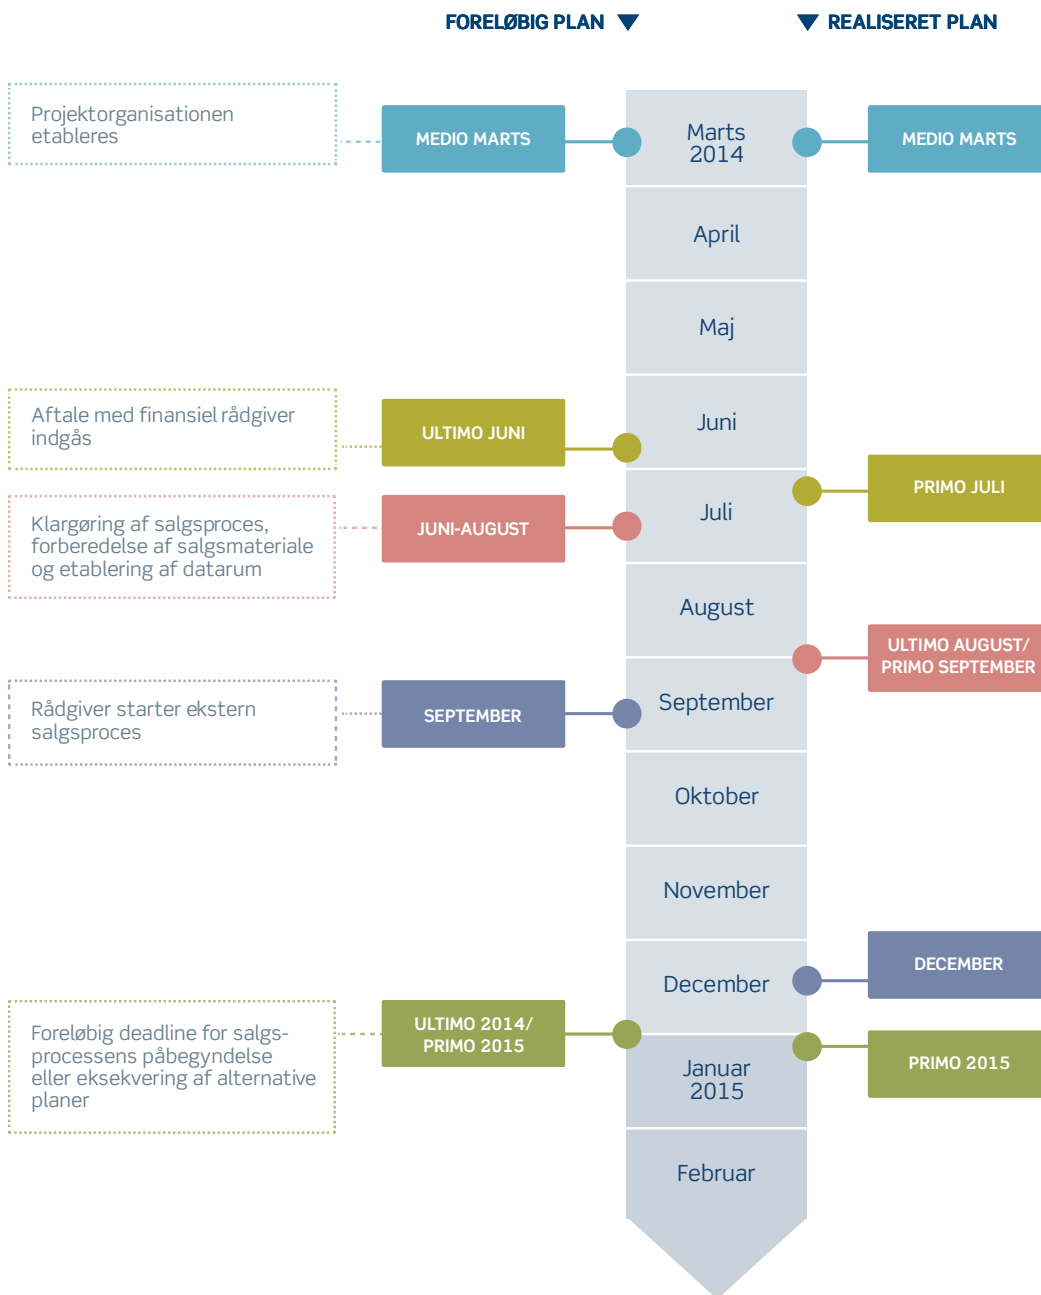 FORELØBIG PLAN
REALISERET PLAN
Projektorganisationen
etableres
MEDIO MARTS
Marts
2014
MEDIO MARTS
April
Maj
Aftale med finansiel rådgiver
indgås
ULTIMO JUNI
Juni
PRIMO JULI
Klargøring af salgsproces,
forberedelse af salgsmateriale
og etablering af datarum
JUNI-AUGUST
Juli
August
ULTIMO AUGUST/
PRIMO SEPTEMBER
Rådgiver starter ekstern
salgsproces
SEPTEMBER
September
Oktober
November
DECEMBER
December
Foreløbig deadline for salgs-
processens påbegyndelse
eller eksekvering af alternative
planer
ULTIMO 2014/
PRIMO 2015
Januar
2015
PRIMO 2015
Februar